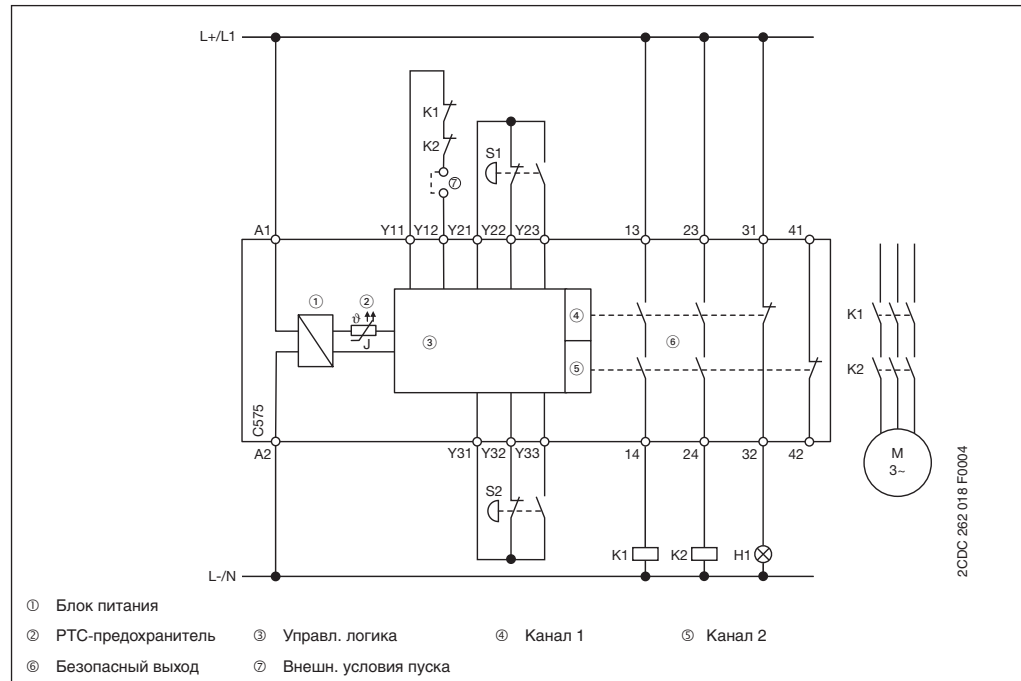 L+/L1
K1
K2
⑦
S1
A1 Y11 Y12 Y21 Y22 Y23 13 23 31 41
① ② ϑ J ③ ④ ⑤ ⑥
K1
K2
C575
A2 Y31 Y32 Y33 14 24 32 42
M
3~
S2
K1 K2 H1
L-/N
2CDC 262 018 F0004
① Блок питания
② PTC-предохранитель ③ Управл. логика ④ Канал 1 ⑤ Канал 2
⑥ Безопасный выход ⑦ Внешн. условия пуска